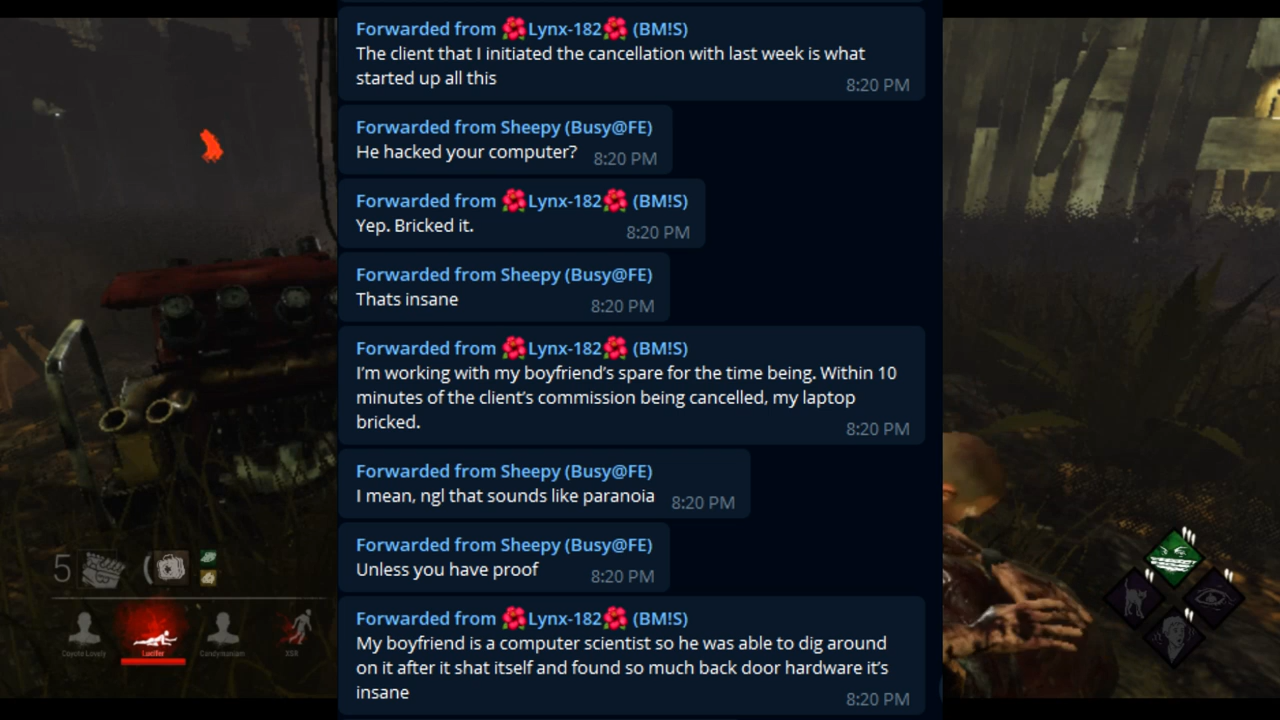 Forwarded from 🌺Lynx-182🌺 (BM!S)
The client that I initiated the cancellation with last week is what
started up all this
8:20 PM
Forwarded from Sheepy (Busy@FE)
He hacked your computer? 8:20 PM
Forwarded from 🌺Lynx-182🌺 (BM!S)
Yep. Bricked it.
8:20 PM
Forwarded from Sheepy (Busy@FE)
Thats insane
8:20 PM
Forwarded from 🌺Lynx-182🌺 (BM!S)
I'm working with my boyfriend's spare for the time being. Within 10
minutes of the client's commission being cancelled, my laptop
bricked.
8:20 PM
Forwarded from Sheepy (Busy@FE)
I mean, ngl that sounds like paranoia 8:20 PM
Forwarded from Sheepy (Busy@FE)
Unless you have proof
8:20 PM
Forwarded from 🌺Lynx-182🌺 (BM!S)
My boyfriend is a computer scientist so he was able to dig around
on it after it shat itself and found so much back door hardware it's
insane
8:20 PM
5
Coyote Lovely Lucifer